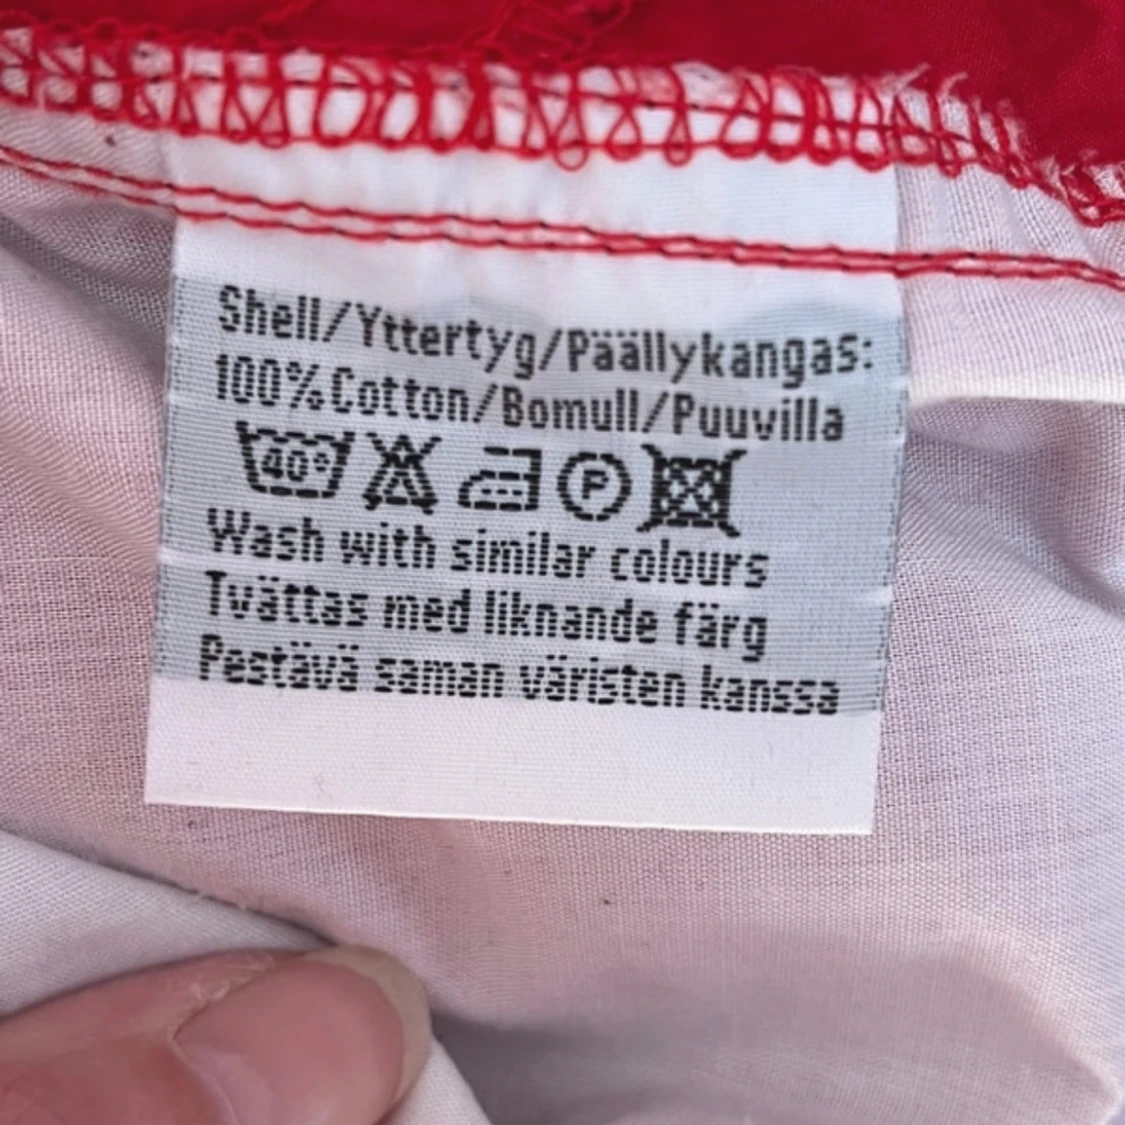 Shell/Yttertyg/Päällykangas:
100%Cotton/Bomull/Puuvilla
40° P
Wash with similar colours
Tvättas med liknande färg
Pestävä saman väristen kanssa